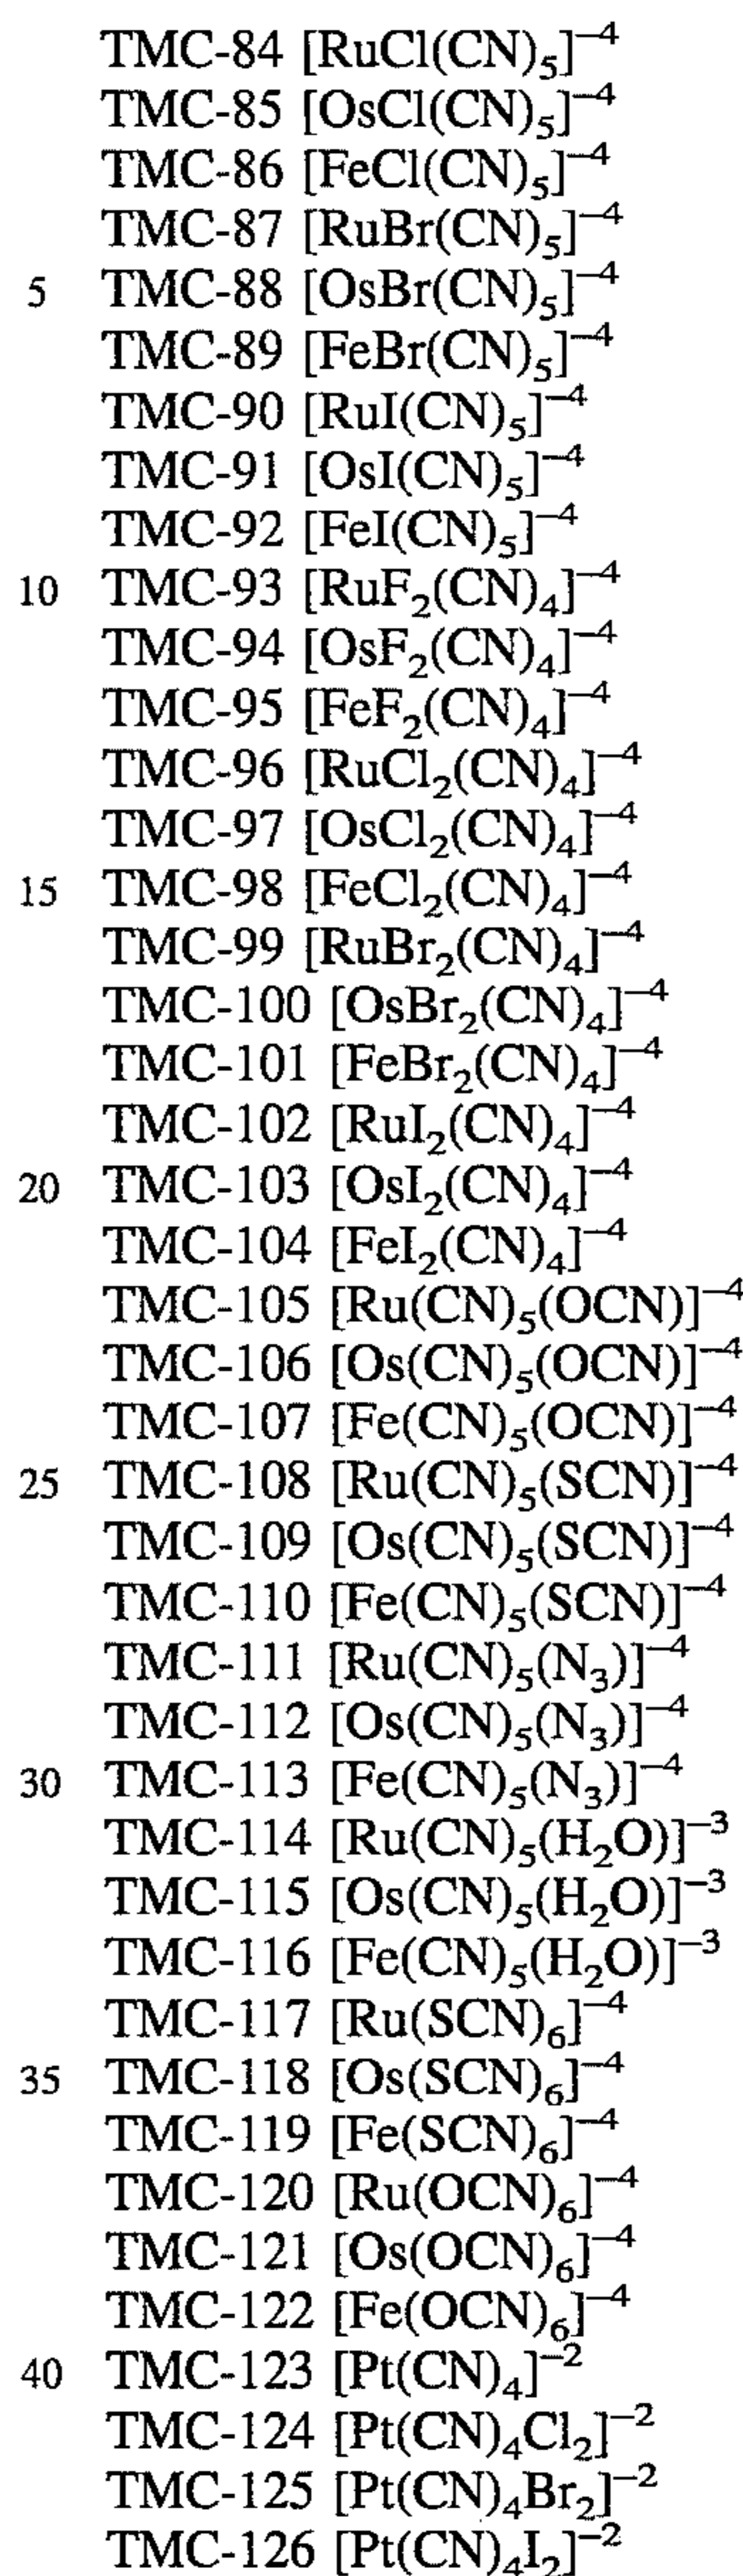 TMC-84 [RuCl(CN)₅]⁻⁴
TMC-85 [OsCl(CN)₅]⁻⁴
TMC-86 [FeCl(CN)₅]⁻⁴
TMC-87 [RuBr(CN)₅]⁻⁴
5 TMC-88 [OsBr(CN)₅]⁻⁴
TMC-89 [FeBr(CN)₅]⁻⁴
TMC-90 [RuI(CN)₅]⁻⁴
TMC-91 [OsI(CN)₅]⁻⁴
TMC-92 [FeI(CN)₅]⁻⁴
10 TMC-93 [RuF₂(CN)₄]⁻⁴
TMC-94 [OsF₂(CN)₄]⁻⁴
TMC-95 [FeF₂(CN)₄]⁻⁴
TMC-96 [RuCl₂(CN)₄]⁻⁴
TMC-97 [OsCl₂(CN)₄]⁻⁴
15 TMC-98 [FeCl₂(CN)₄]⁻⁴
TMC-99 [RuBr₂(CN)₄]⁻⁴
TMC-100 [OsBr₂(CN)₄]⁻⁴
TMC-101 [FeBr₂(CN)₄]⁻⁴
TMC-102 [RuI₂(CN)₄]⁻⁴
20 TMC-103 [OsI₂(CN)₄]⁻⁴
TMC-104 [FeI₂(CN)₄]⁻⁴
TMC-105 [Ru(CN)₅(OCN)]⁻⁴
TMC-106 [Os(CN)₅(OCN)]⁻⁴
TMC-107 [Fe(CN)₅(OCN)]⁻⁴
25 TMC-108 [Ru(CN)₅(SCN)]⁻⁴
TMC-109 [Os(CN)₅(SCN)]⁻⁴
TMC-110 [Fe(CN)₅(SCN)]⁻⁴
TMC-111 [Ru(CN)₅(N₃)]⁻⁴
TMC-112 [Os(CN)₅(N₃)]⁻⁴
30 TMC-113 [Fe(CN)₅(N₃)]⁻⁴
TMC-114 [Ru(CN)₅(H₂O)]⁻³
TMC-115 [Os(CN)₅(H₂O)]⁻³
TMC-116 [Fe(CN)₅(H₂O)]⁻³
TMC-117 [Ru(SCN)₆]⁻⁴
35 TMC-118 [Os(SCN)₆]⁻⁴
TMC-119 [Fe(SCN)₆]⁻⁴
TMC-120 [Ru(OCN)₆]⁻⁴
TMC-121 [Os(OCN)₆]⁻⁴
TMC-122 [Fe(OCN)₆]⁻⁴
40 TMC-123 [Pt(CN)₄]⁻²
TMC-124 [Pt(CN)₄Cl₂]⁻²
TMC-125 [Pt(CN)₄Br₂]⁻²
TMC-126 [Pt(CN)₄I₂]⁻²